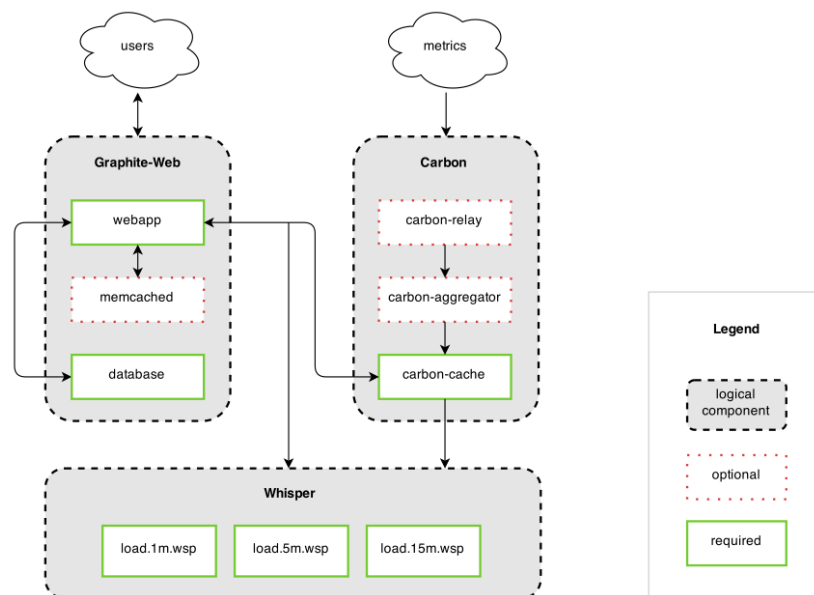 users
metrics
Graphite-Web
Carbon
webapp
carbon-relay
memcached
carbon-aggregator
database
carbon-cache
Whisper
load.1m.wsp
load.5m.wsp
load.15m.wsp
Legend
logical
component
optional
required